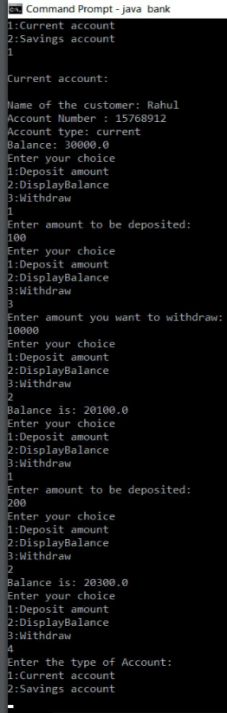 Command Prompt - java bank
1:Current account
2:Savings account
1
Current account:
Name of the customer: Rahul
Account Number : 15768912
Account type: current
Balance: 30000.0
Enter your choice
1:Deposit amount
2:DisplayBalance
3:Withdraw
1
Enter amount to be deposited:
100
Enter your choice
1:Deposit amount
2:DisplayBalance
3:Withdraw
3
Enter amount you want to withdraw:
10000
Enter your choice
1:Deposit amount
2:DisplayBalance
3:Withdraw
2
Balance is: 20100.0
Enter your choice
1:Deposit amount
2:DisplayBalance
3:Withdraw
1
Enter amount to be deposited:
200
Enter your choice
1:Deposit amount
2:DisplayBalance
3:Withdraw
2
Balance is: 20300.0
Enter your choice
1:Deposit amount
2:DisplayBalance
3:Withdraw
4
Enter the type of Account:
1:Current account
2:Savings account